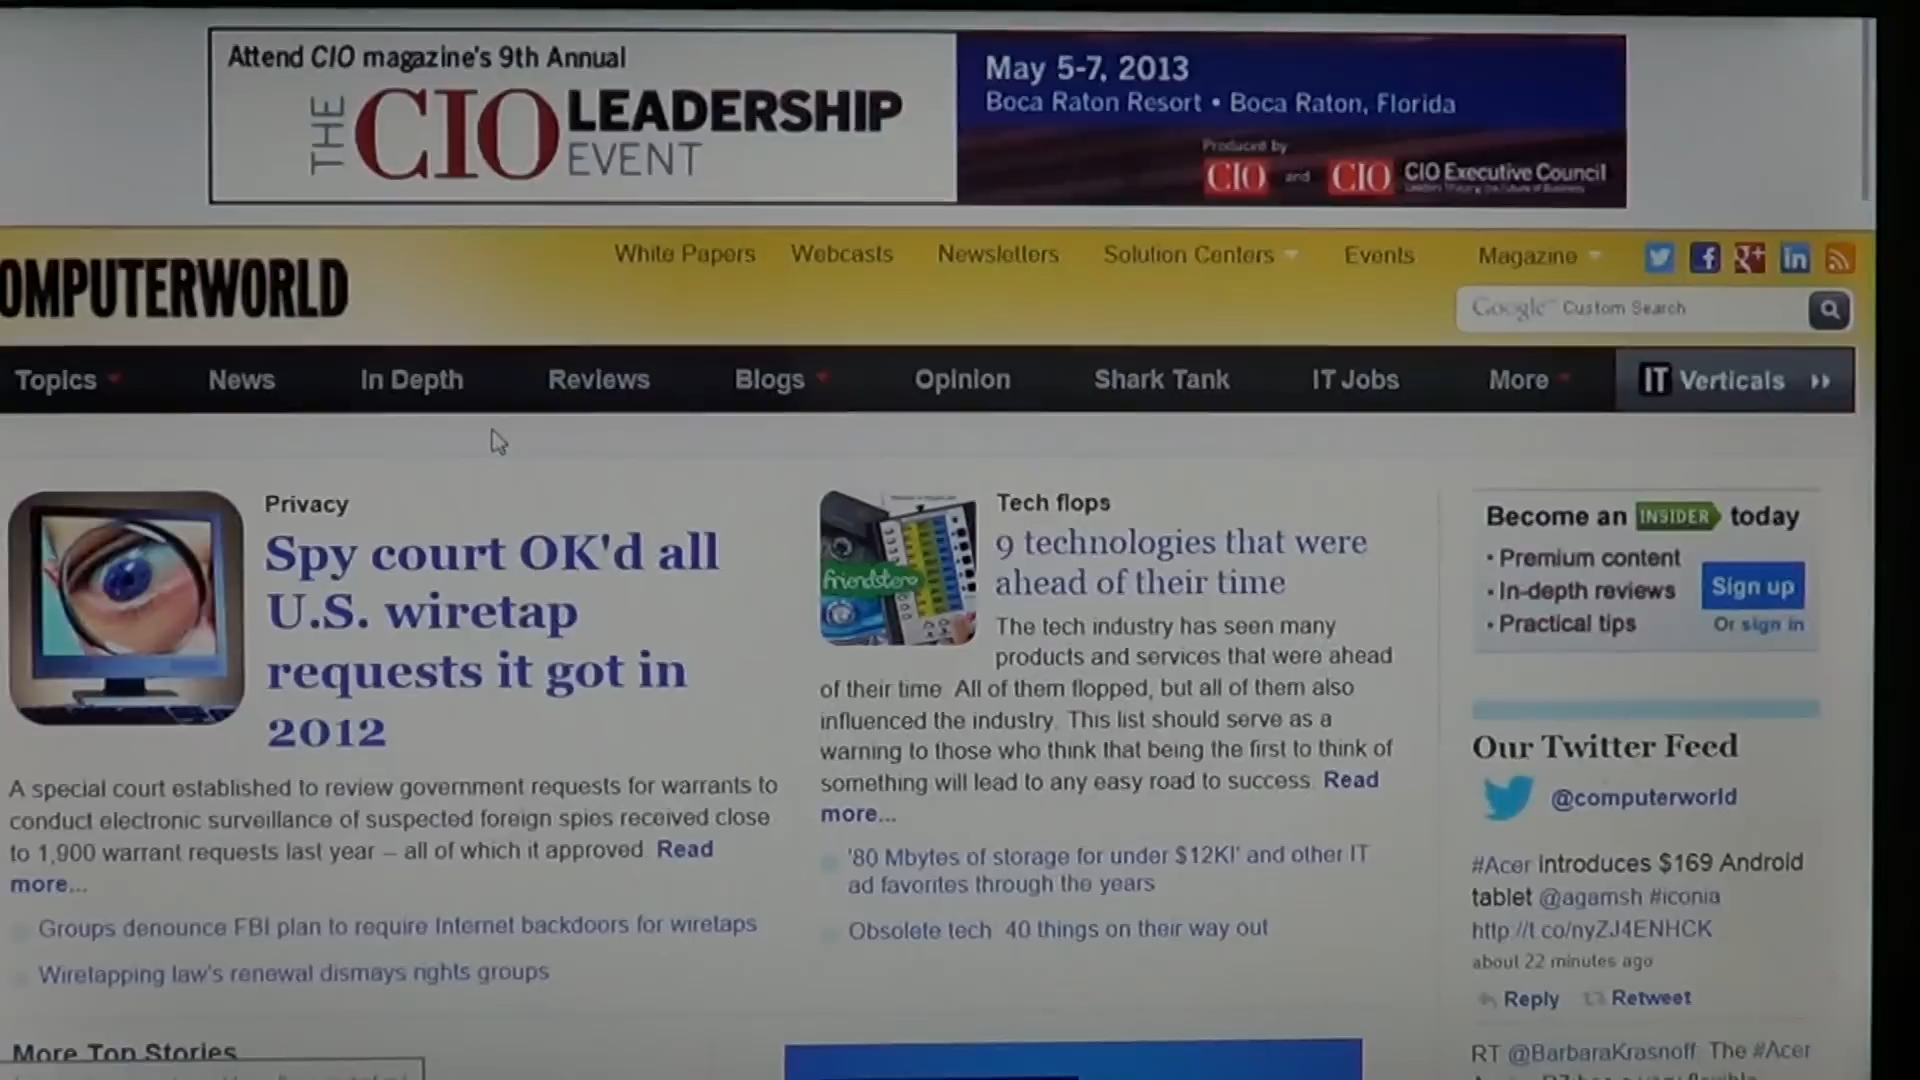 Attend CIO magazine's 9th Annual
THE CIO LEADERSHIP
EVENT
May 5-7, 2013
Boca Raton Resort • Boca Raton, Florida
Produced by
CIO and CIO CIO Executive Council
White Papers Webcasts Newsletters Solution Centers Events Magazine
OMPUTERWORLD
Google™ Custom Search
Topics News In Depth Reviews Blogs Opinion Shark Tank IT Jobs More IT Verticals
Privacy
Spy court OK'd all
U.S. wiretap
requests it got in
2012
A special court established to review government requests for warrants to
conduct electronic surveillance of suspected foreign spies received close
to 1,900 warrant requests last year – all of which it approved. Read
more...
Groups denounce FBI plan to require Internet backdoors for wiretaps
Wiretapping law's renewal dismays rights groups
More Top Stories
friendster
Tech flops
9 technologies that were
ahead of their time
The tech industry has seen many
products and services that were ahead
of their time. All of them flopped, but all of them also
influenced the industry. This list should serve as a
warning to those who think that being the first to think of
something will lead to any easy road to success. Read
more...
'80 Mbytes of storage for under $12K!' and other IT
ad favorites through the years
Obsolete tech: 40 things on their way out
Become an INSIDER today
• Premium content
• In-depth reviews
• Practical tips
Sign up
Or sign in
Our Twitter Feed
@computerworld
#Acer introduces $169 Android
tablet @agamsh #iconia
http://t.co/nyZJ4ENHCK
about 22 minutes ago
Reply Retweet
RT @BarbaraKrasnoff: The #Acer